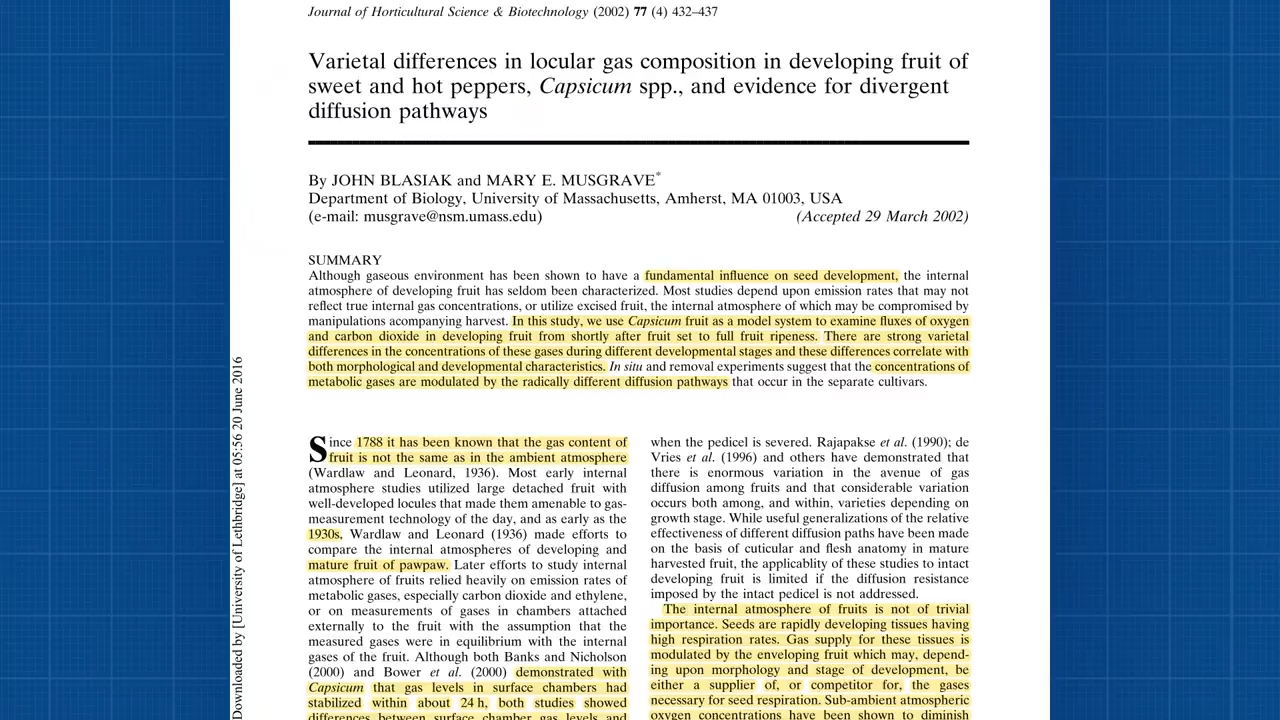 Journal of Horticultural Science & Biotechnology (2002) 77 (4) 432–437
Varietal differences in locular gas composition in developing fruit of
sweet and hot peppers, Capsicum spp., and evidence for divergent
diffusion pathways
By JOHN BLASIAK and MARY E. MUSGRAVE*
Department of Biology, University of Massachusetts, Amherst, MA 01003, USA
(e-mail: musgrave@nsm.umass.edu) (Accepted 29 March 2002)
SUMMARY
Although gaseous environment has been shown to have a fundamental influence on seed development, the internal
atmosphere of developing fruit has seldom been characterized. Most studies depend upon emission rates that may not
reflect true internal gas concentrations, or utilize excised fruit, the internal atmosphere of which may be compromised by
manipulations acompanying harvest. In this study, we use Capsicum fruit as a model system to examine fluxes of oxygen
and carbon dioxide in developing fruit from shortly after fruit set to full fruit ripeness. There are strong varietal
differences in the concentrations of these gases during different developmental stages and these differences correlate with
both morphological and developmental characteristics. In situ and removal experiments suggest that the concentrations of
metabolic gases are modulated by the radically different diffusion pathways that occur in the separate cultivars.
Since 1788 it has been known that the gas content of
fruit is not the same as in the ambient atmosphere
(Wardlaw and Leonard, 1936). Most early internal
atmosphere studies utilized large detached fruit with
well-developed locules that made them amenable to gas-
measurement technology of the day, and as early as the
1930s, Wardlaw and Leonard (1936) made efforts to
compare the internal atmospheres of developing and
mature fruit of pawpaw. Later efforts to study internal
atmosphere of fruits relied heavily on emission rates of
metabolic gases, especially carbon dioxide and ethylene,
or on measurements of gases in chambers attached
externally to the fruit with the assumption that the
measured gases were in equilibrium with the internal
gases of the fruit. Although both Banks and Nicholson
(2000) and Bower et al. (2000) demonstrated with
Capsicum that gas levels in surface chambers had
stabilized within about 24 h, both studies showed
differences between surface chamber gas levels and
when the pedicel is severed. Rajapakse et al. (1990); de
Vries et al. (1996) and others have demonstrated that
there is enormous variation in the avenue of gas
diffusion among fruits and that considerable variation
occurs both among, and within, varieties depending on
growth stage. While useful generalizations of the relative
effectiveness of different diffusion paths have been made
on the basis of cuticular and flesh anatomy in mature
harvested fruit, the applicablity of these studies to intact
developing fruit is limited if the diffusion resistance
imposed by the intact pedicel is not addressed.
The internal atmosphere of fruits is not of trivial
importance. Seeds are rapidly developing tissues having
high respiration rates. Gas supply for these tissues is
modulated by the enveloping fruit which may, depend-
ing upon morphology and stage of development, be
either a supplier of, or competitor for, the gases
necessary for seed respiration. Sub-ambient atmospheric
oxygen concentrations have been shown to diminish
Downloaded by [University of Lethbridge] at 05:56 20 June 2016